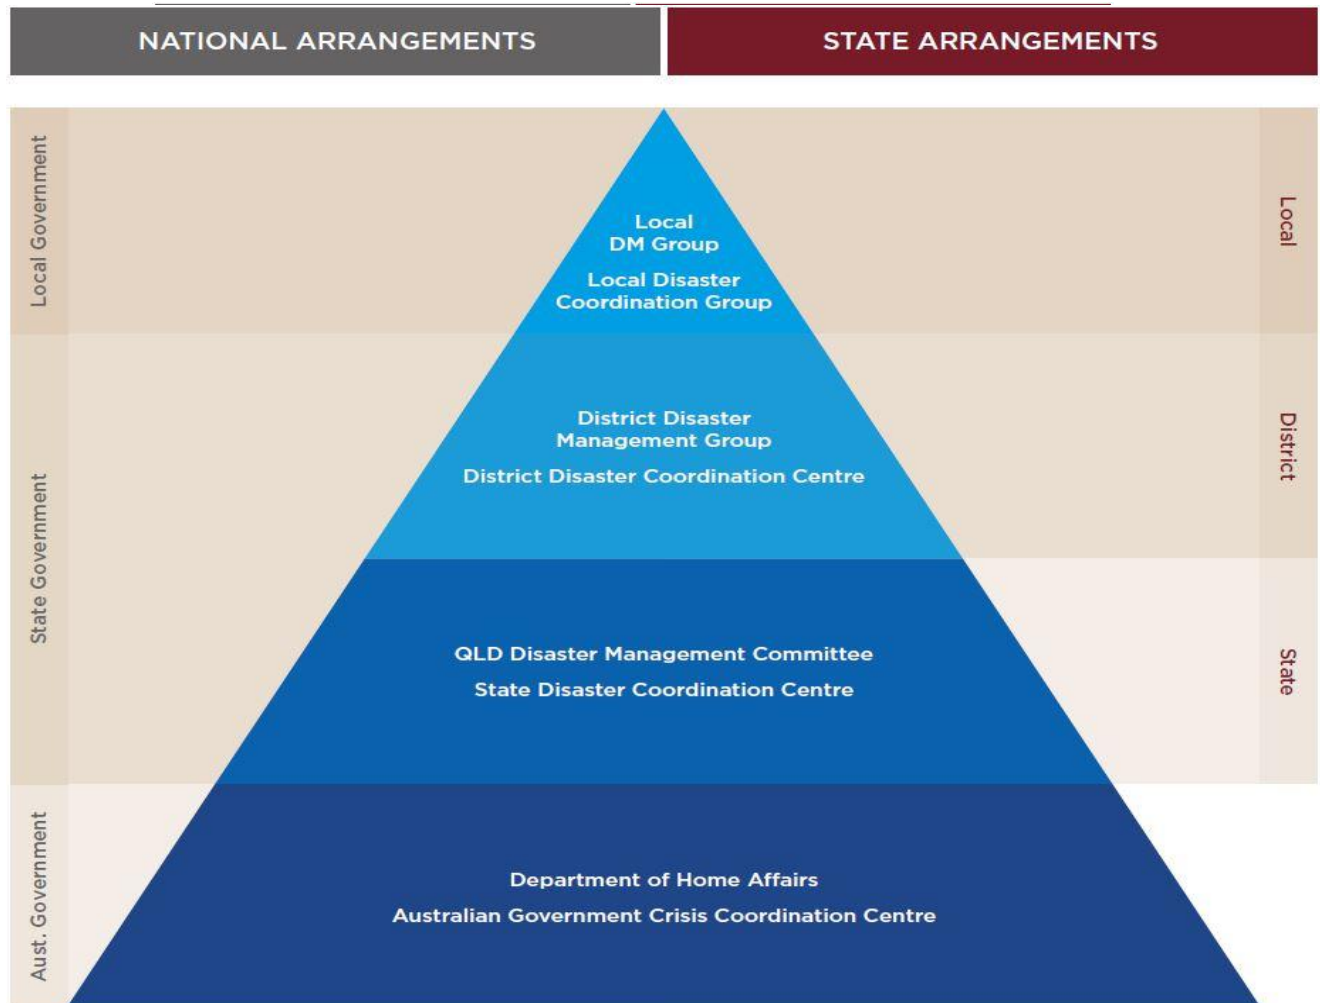 NATIONAL ARRANGEMENTS
STATE ARRANGEMENTS
Local Government
Local
DM Group
Local Disaster
Coordination Group
Local
State Government
District Disaster
Management Group
District Disaster Coordination Centre
District
QLD Disaster Management Committee
State Disaster Coordination Centre
State
Aust. Government
Department of Home Affairs
Australian Government Crisis Coordination Centre